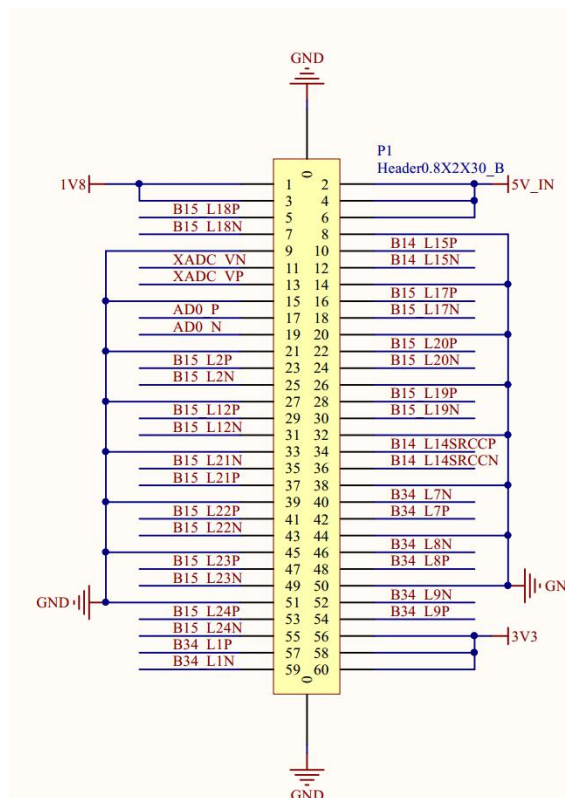 GND
P1
Header0.8X2X30_B
0
1V8 1 2 5V_IN
3 4
B15_L18P 5 6
B15_L18N 7 8
9 10 B14_L15P
XADC_VN 11 12 B14_L15N
XADC_VP 13 14
15 16 B15_L17P
AD0_P 17 18 B15_L17N
AD0_N 19 20
21 22 B15_L20P
B15_L2P 23 24 B15_L20N
B15_L2N 25 26
27 28 B15_L19P
B15_L12P 29 30 B15_L19N
B15_L12N 31 32
33 34 B14_L14SRCCP
B15_L21N 35 36 B14_L14SRCCN
B15_L21P 37 38
39 40 B34_L7N
B15_L22P 41 42 B34_L7P
B15_L22N 43 44
45 46 B34_L8N
B15_L23P 47 48 B34_L8P
B15_L23N 49 50 GN
GND 51 52 B34_L9N
B15_L24P 53 54 B34_L9P
B15_L24N 55 56 3V3
B34_L1P 57 58
B34_L1N 59 60
0
GND